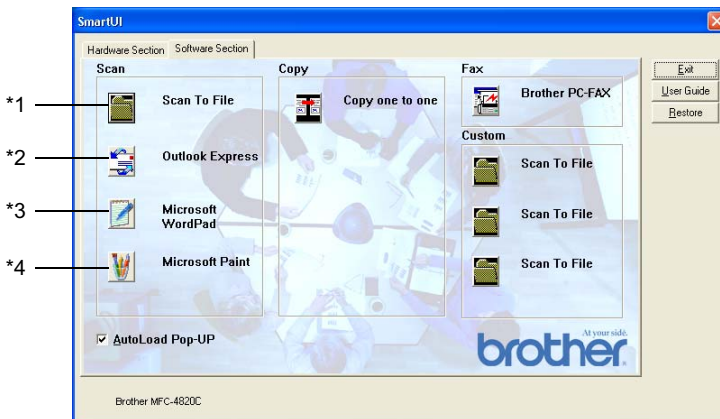 SmartUI
Hardware Section
Software Section
Scan
Copy
Fax
*1
Scan To File
Copy one to one
Brother PC-FAX
Exit
User Guide
Restore
Custom
*2
Outlook Express
Scan To File
*3
Microsoft
WordPad
Scan To File
*4
Microsoft Paint
Scan To File
AutoLoad Pop-UP
At your side.
brother
Brother MFC-4820C